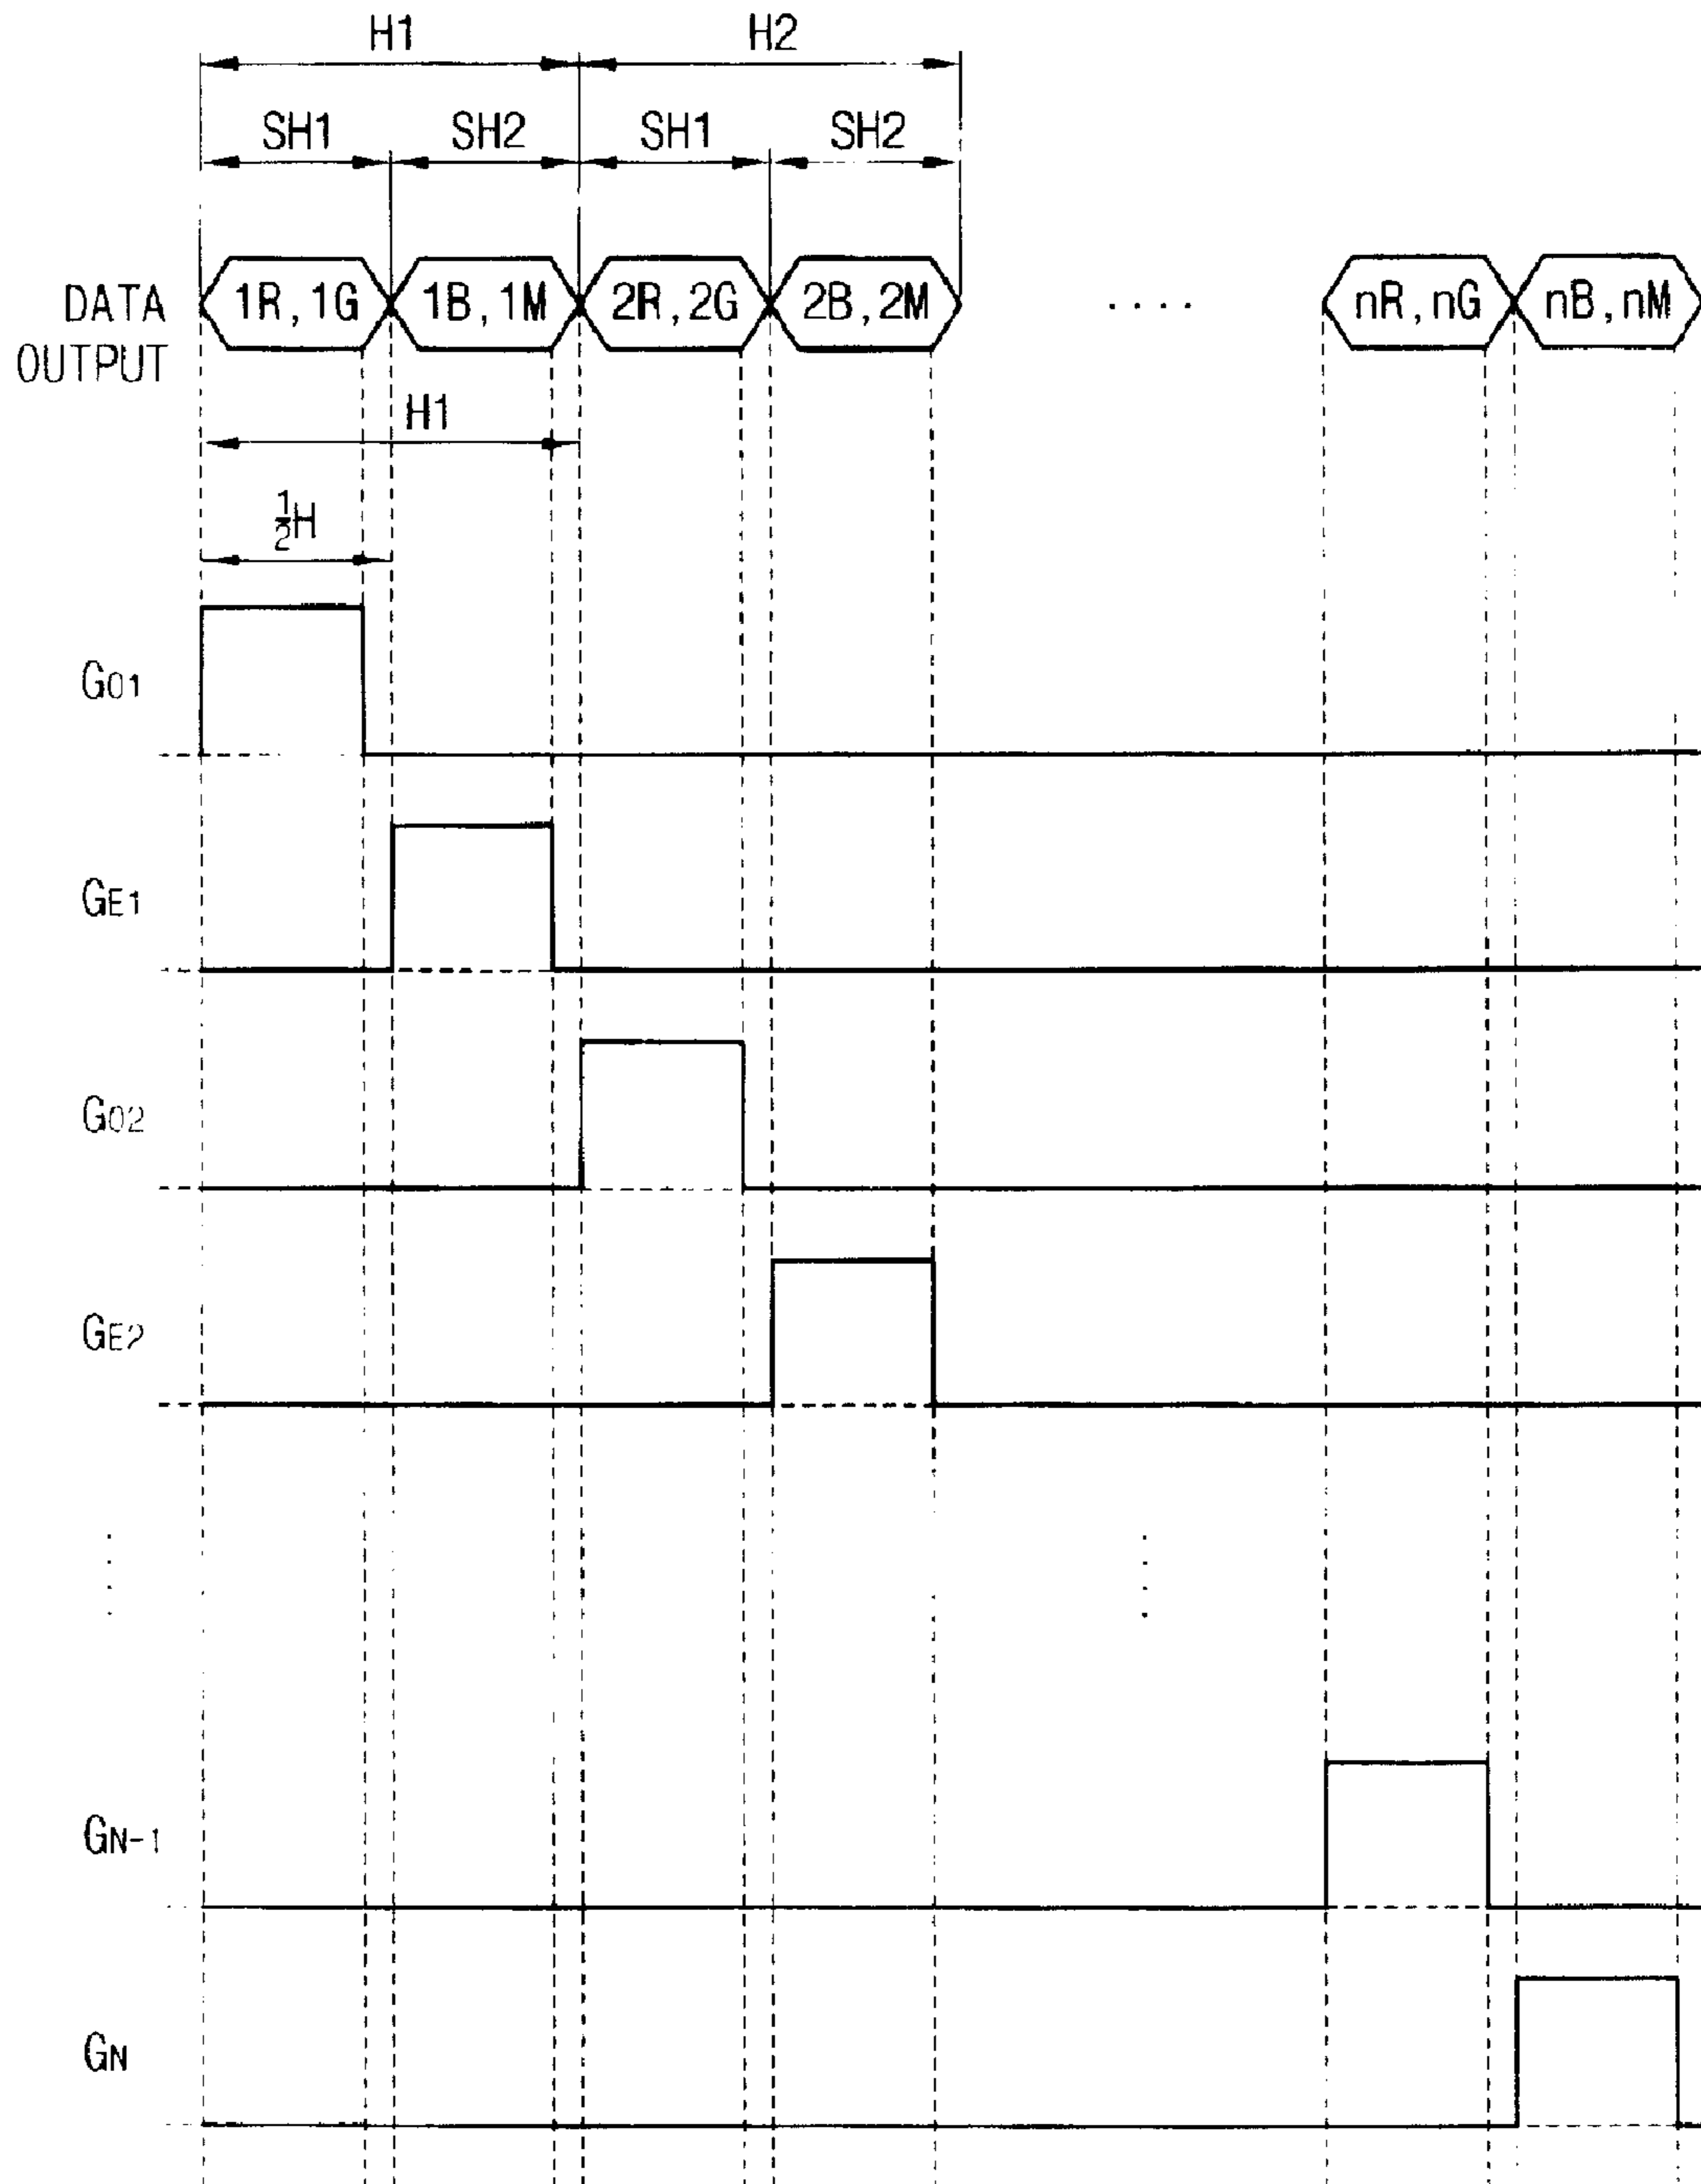 H1 H2
SH1 SH2 SH1 SH2
DATA OUTPUT
1R, 1G 1B, 1M 2R, 2G 2B, 2M .... nR, nG nB, nM
H1
½H
GO1
GE1
GO2
GE2
GN-1
GN